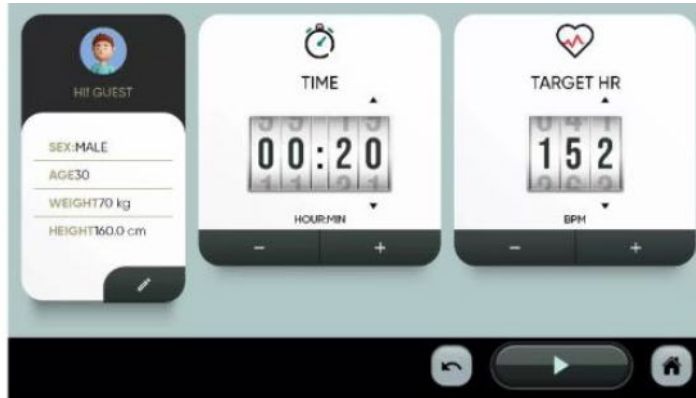 HI! GUEST
SEX:MALE
AGE30
WEIGHT70 kg
HEIGHT160.0 cm
TIME
00:20
HOUR:MIN
− +
TARGET HR
152
BPM
− +